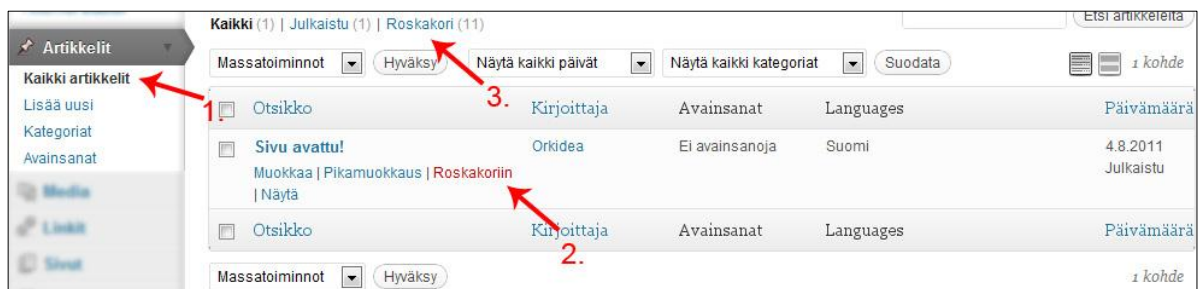 Artikkelit
Kaikki artikkelit
Lisää uusi
Kategoriat
Avainsanat
Media
Linkit
Sivut
Kaikki (1) | Julkaistu (1) | Roskakori (11)
Etsi artikkeleita
Massatoiminnot Hyväksy Näytä kaikki päivät Näytä kaikki kategoriat Suodata 1 kohde
1. 3.
Otsikko Kirjoittaja Avainsanat Languages Päivämäärä
Sivu avattu! Orkidea Ei avainsanoja Suomi 4.8.2011
Muokkaa | Pikamuokkaus | Roskakoriin Julkaistu
| Näytä
Otsikko Kirjoittaja Avainsanat Languages Päivämäärä
2.
Massatoiminnot Hyväksy 1 kohde